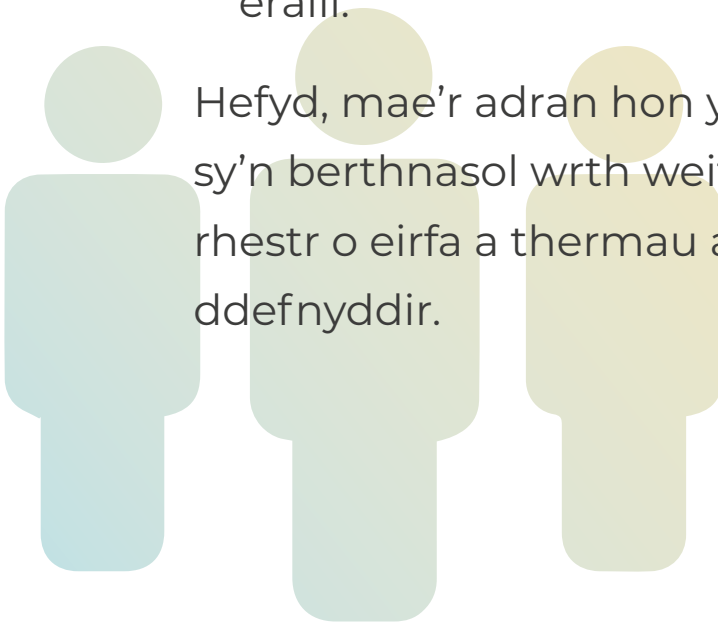 eraill.
Hefyd, mae'r adran hon y
sy'n berthnasol wrth wei
rhestr o eirfa a thermau a
ddefnyddir.